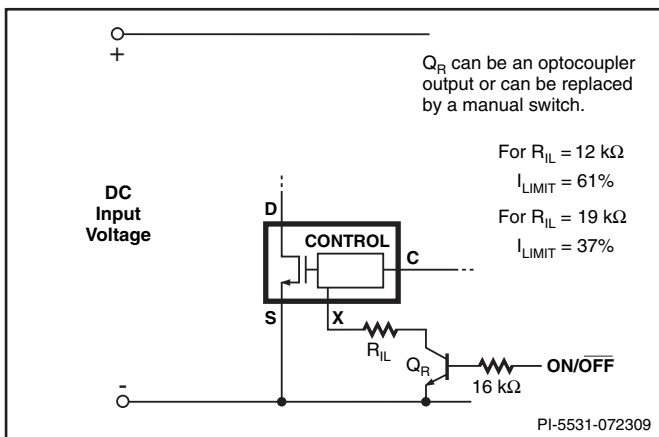 +
Q_R can be an optocoupler
output or can be replaced
by a manual switch.
For R_IL = 12 kΩ
I_LIMIT = 61%
For R_IL = 19 kΩ
I_LIMIT = 37%
DC
Input
Voltage
D
CONTROL
C
S
X
R_IL
Q_R
16 kΩ
ON/O̅F̅F̅
-
PI-5531-072309